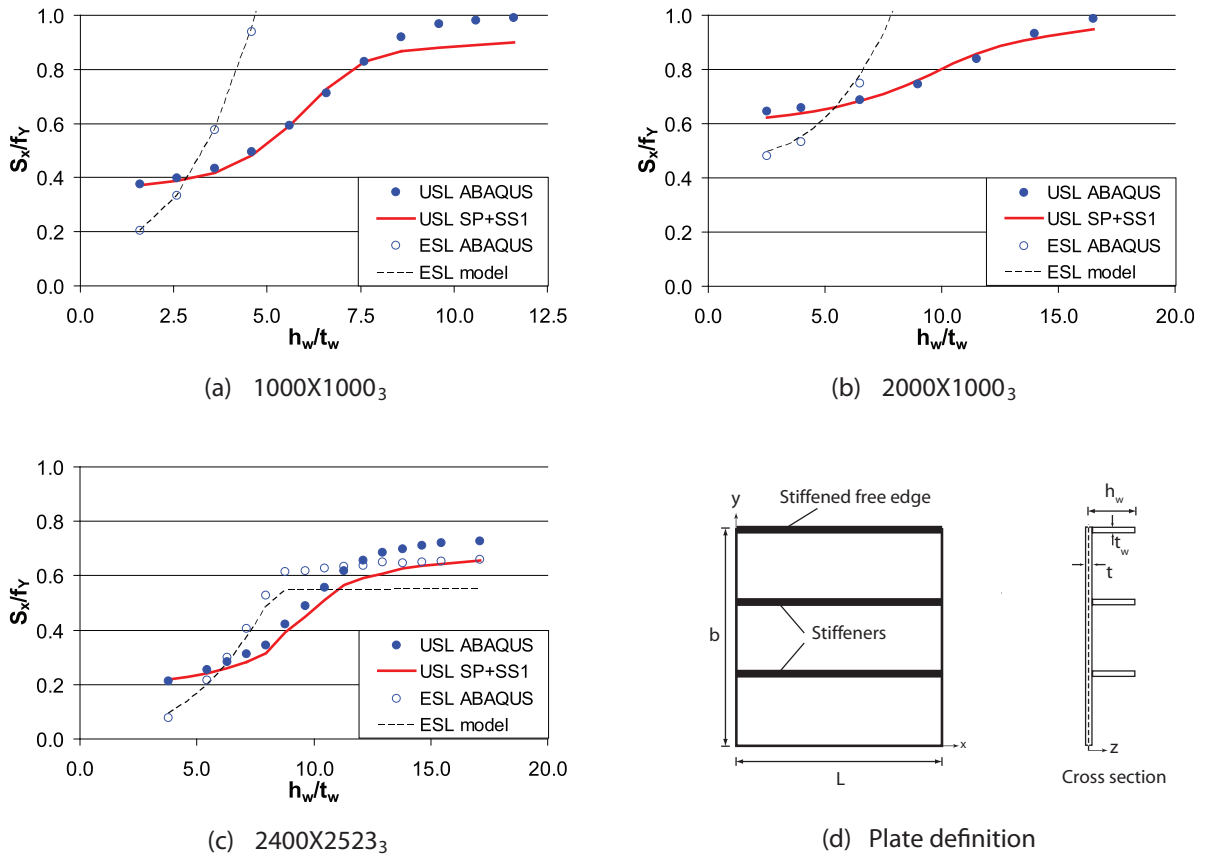 1.0
0.8
0.6
0.4
0.2
0.0
Sx/fY
0.0 2.5 5.0 7.5 10.0 12.5
hw/tw
USL ABAQUS
USL SP+SS1
ESL ABAQUS
ESL model
(a) 1000X1000₃
1.0
0.8
0.6
0.4
0.2
0.0
Sx/fY
0.0 5.0 10.0 15.0 20.0
hw/tw
USL ABAQUS
USL SP+SS1
ESL ABAQUS
ESL model
(b) 2000X1000₃
1.0
0.8
0.6
0.4
0.2
0.0
Sx/fY
0.0 5.0 10.0 15.0 20.0
hw/tw
USL ABAQUS
USL SP+SS1
ESL ABAQUS
ESL model
(c) 2400X2523₃
y
Stiffened free edge
b
Stiffeners
x
L
hw
tw
t
z
Cross section
(d) Plate definition